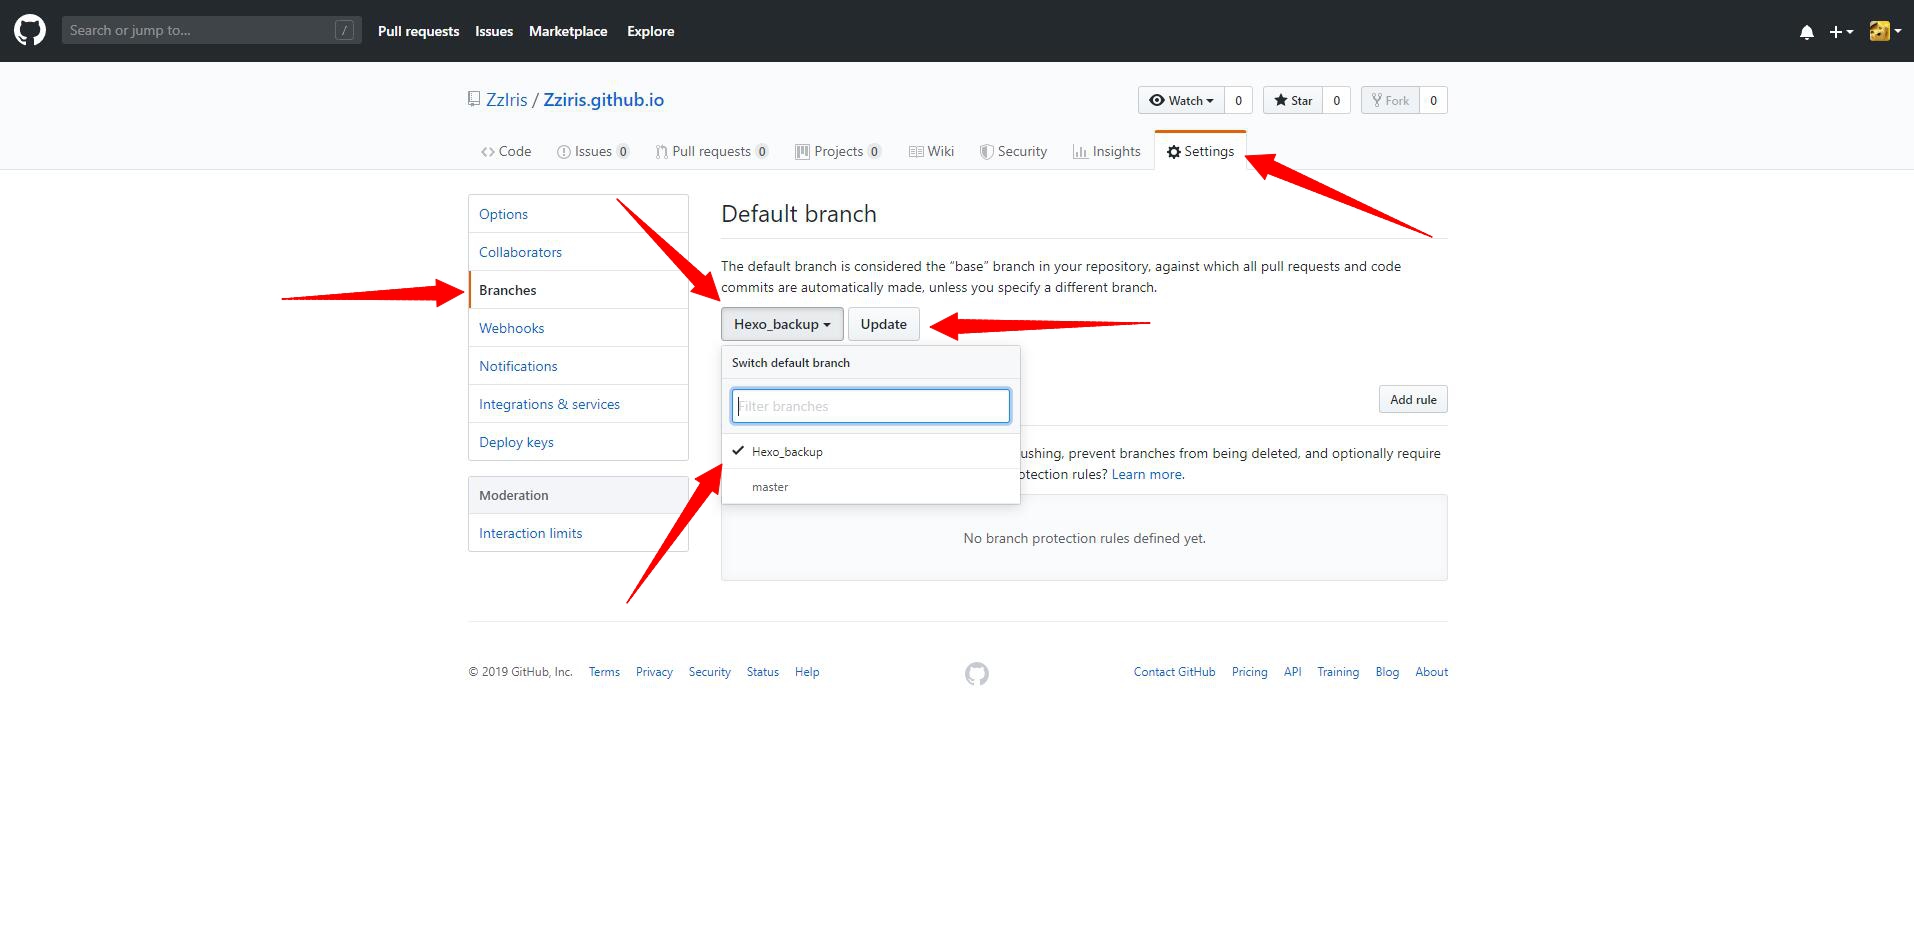 Search or jump to...
/
Pull requests Issues Marketplace Explore
ZzIris / Zziris.github.io
Watch 0 Star 0 Fork 0
Code Issues 0 Pull requests 0 Projects 0 Wiki Security Insights Settings
Options
Collaborators
Branches
Webhooks
Notifications
Integrations & services
Deploy keys
Moderation
Interaction limits
Default branch
The default branch is considered the “base” branch in your repository, against which all pull requests and code
commits are automatically made, unless you specify a different branch.
Hexo_backup Update
Switch default branch
Filter branches
Hexo_backup
master
Add rule
ushing, prevent branches from being deleted, and optionally require
otection rules? Learn more.
No branch protection rules defined yet.
© 2019 GitHub, Inc. Terms Privacy Security Status Help
Contact GitHub Pricing API Training Blog About